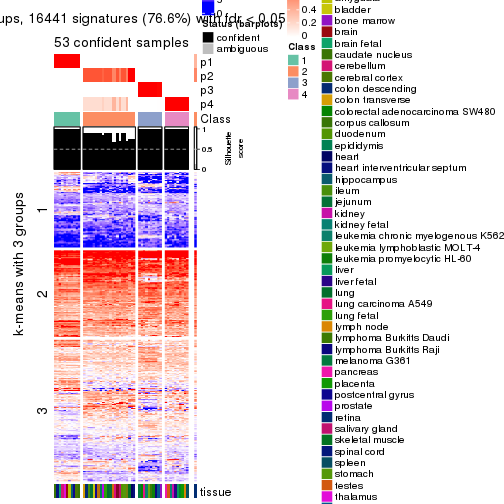 ups, 16441 signatures (76.6%) with fdr < 0.05
53 confident samples
p1
p2
p3
p4
Class
1
0.5
0
Silhouette
score
k-means with 3 groups
1
2
3
tissue
0
Status (barplots)
confident
ambiguous
0.4
0.2
0
Class
1
2
3
4
bladder
bone marrow
brain
brain fetal
caudate nucleus
cerebellum
cerebral cortex
colon descending
colon transverse
colorectal adenocarcinoma SW480
corpus callosum
duodenum
epididymis
heart
heart interventricular septum
hippocampus
ileum
jejunum
kidney
kidney fetal
leukemia chronic myelogenous K562
leukemia lymphoblastic MOLT-4
leukemia promyelocytic HL-60
liver
liver fetal
lung
lung carcinoma A549
lung fetal
lymph node
lymphoma Burkitts Daudi
lymphoma Burkitts Raji
melanoma G361
pancreas
placenta
postcentral gyrus
prostate
retina
salivary gland
skeletal muscle
spinal cord
spleen
stomach
testes
thalamus